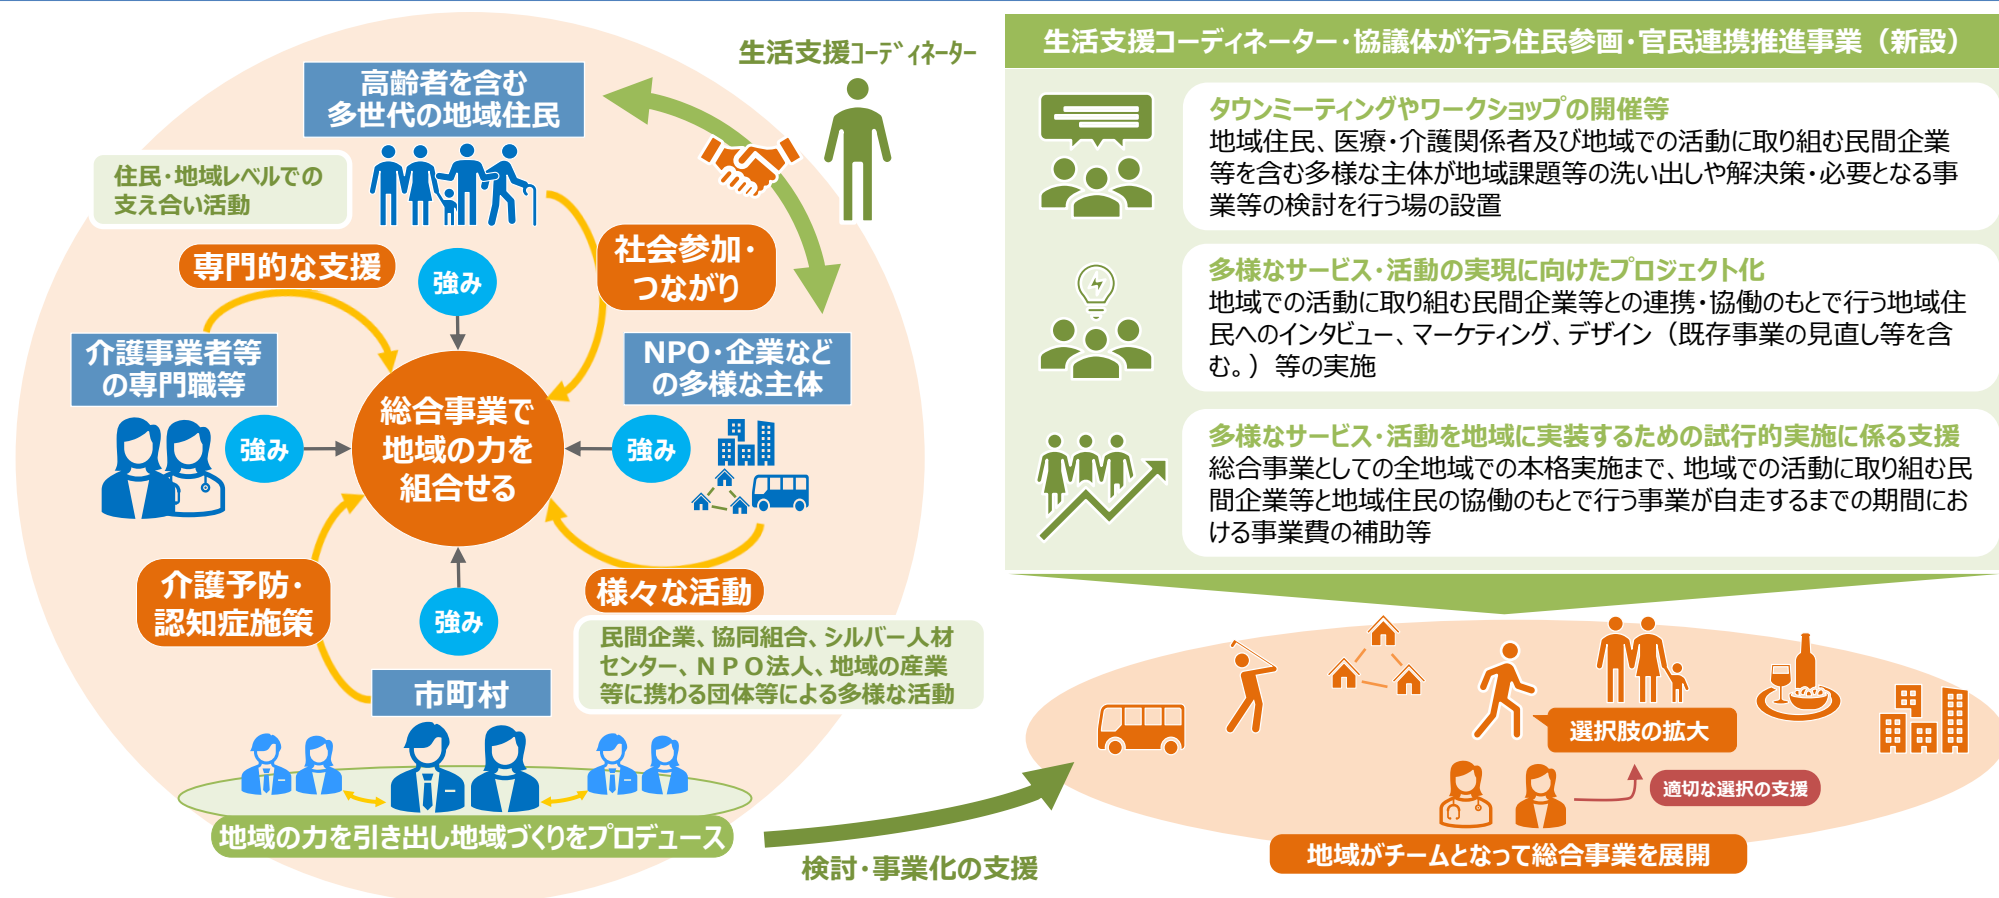 生活支援コーディネーター
高齢者を含む
多世代の地域住民
住民・地域レベルでの
支え合い活動
専門的な支援
強み
社会参加・
つながり
介護事業者等
の専門職等
NPO・企業など
の多様な主体
強み
総合事業で
地域の力を
組合せる
強み
介護予防・
認知症施策
強み
様々な活動
民間企業、協同組合、シルバー人材
センター、NPO法人、地域の産業
等に携わる団体等による多様な活動
市町村
地域の力を引き出し地域づくりをプロデュース
検討・事業化の支援
生活支援コーディネーター・協議体が行う住民参画・官民連携推進事業（新設）
タウンミーティングやワークショップの開催等
地域住民、医療・介護関係者及び地域での活動に取り組む民間企業
等を含む多様な主体が地域課題等の洗い出しや解決策・必要となる事
業等の検討を行う場の設置
多様なサービス・活動の実現に向けたプロジェクト化
地域での活動に取り組む民間企業等との連携・協働のもとで行う地域住
民へのインタビュー、マーケティング、デザイン（既存事業の見直し等を含
む。）等の実施
多様なサービス・活動を地域に実装するための試行的実施に係る支援
総合事業としての全地域での本格実施まで、地域での活動に取り組む民
間企業等と地域住民の協働のもとで行う事業が自走するまでの期間にお
ける事業費の補助等
選択肢の拡大
適切な選択の支援
地域がチームとなって総合事業を展開